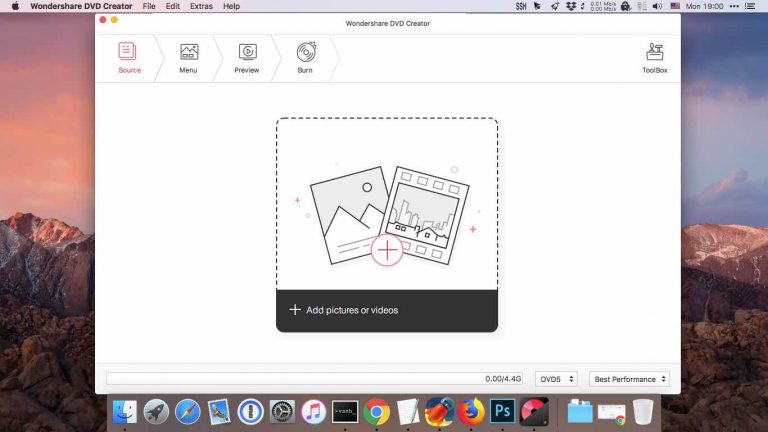 Wondershare DVD Creator File Edit Extras Help
SSH 0.01 Mb/s 0.00 Mb/s Mon 19:00
Wondershare DVD Creator
Source Menu Preview Burn ToolBox
Add pictures or videos
0.00/4.4G DVD5 Best Performance
Ps